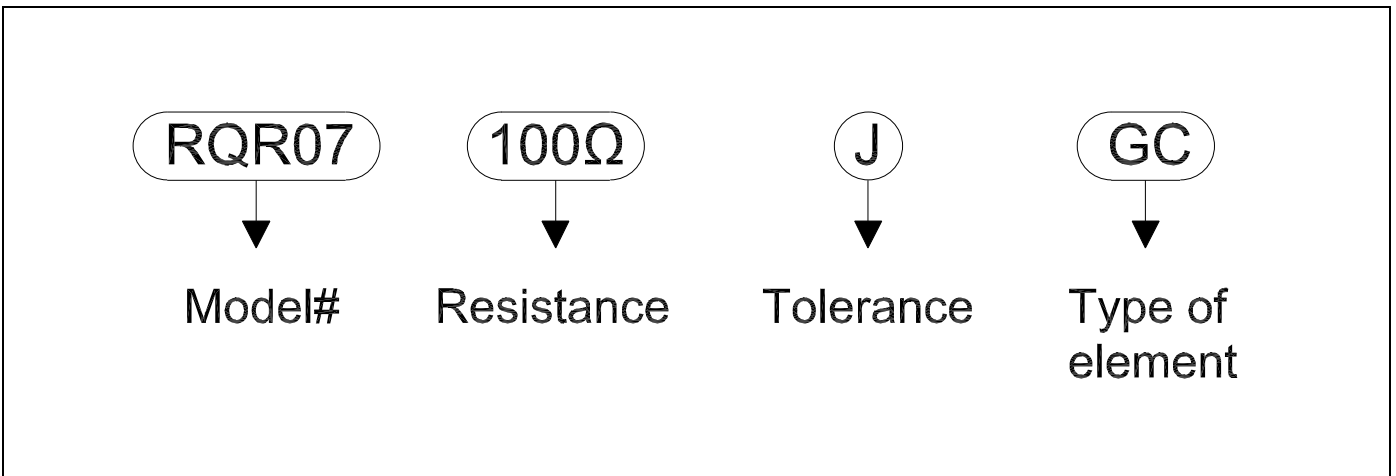 RQR07 100Ω J GC
Model# Resistance Tolerance Type of
element